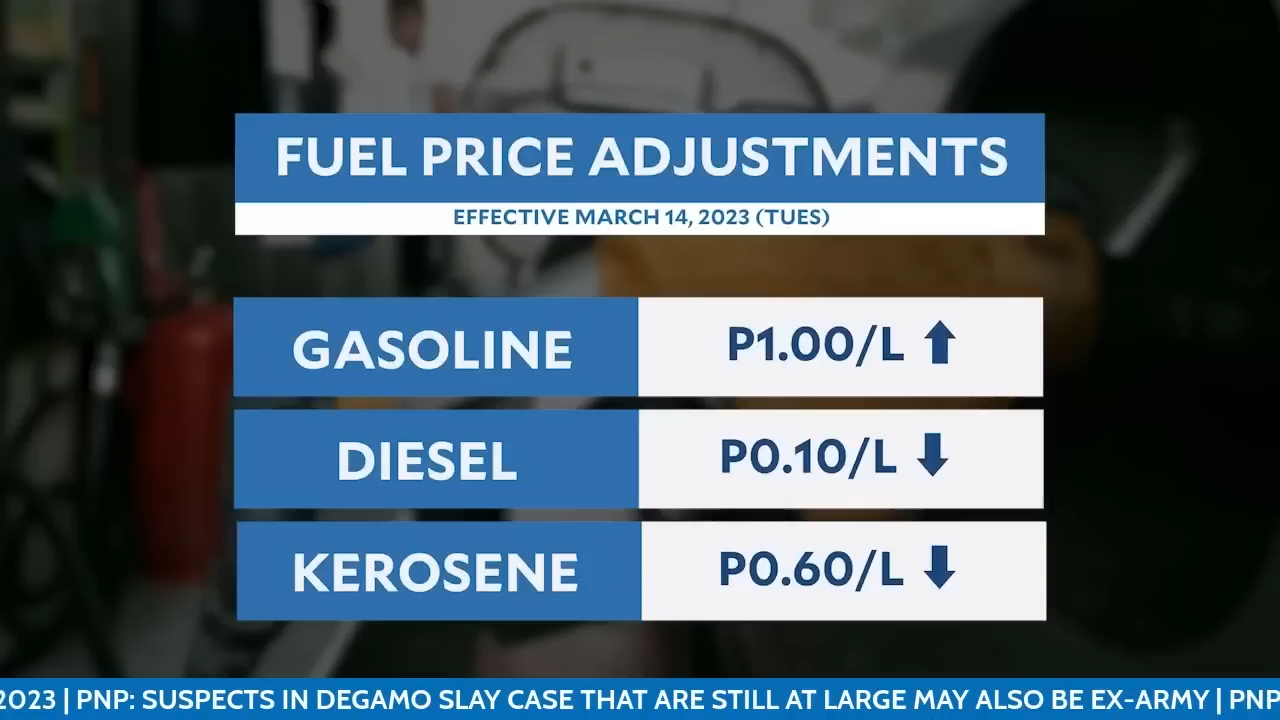 FUEL PRICE ADJUSTMENTS
EFFECTIVE MARCH 14, 2023 (TUES)
GASOLINE P1.00/L
DIESEL P0.10/L
KEROSENE P0.60/L
2023 | PNP: SUSPECTS IN DEGAMO SLAY CASE THAT ARE STILL AT LARGE MAY ALSO BE EX-ARMY | PNP